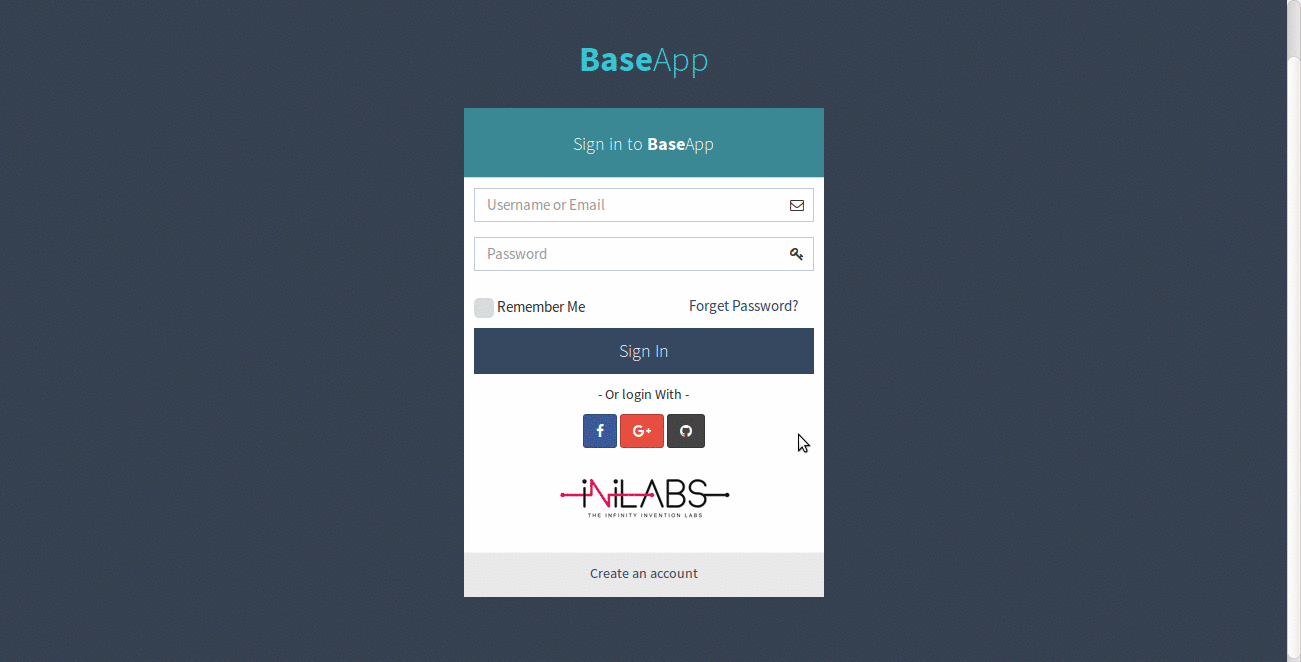 BaseApp
Sign in to BaseApp
Username or Email
Password
Remember Me Forget Password?
Sign In
- Or login With -
f G+
iNiLABS
THE INFINITY INVENTION LABS
Create an account